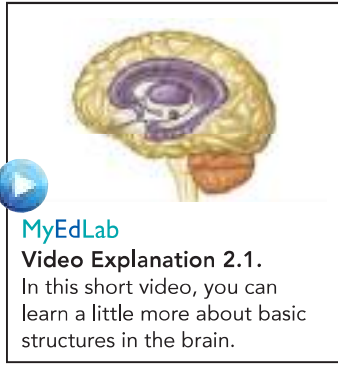 MyEdLab
Video Explanation 2.1.
In this short video, you can
learn a little more about basic
structures in the brain.